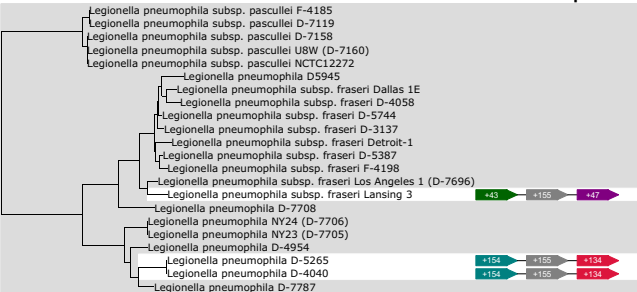 Legionella pneumophila subsp. pascullei F-4185
Legionella pneumophila subsp. pascullei D-7119
Legionella pneumophila subsp. pascullei D-7158
Legionella pneumophila subsp. pascullei U8W (D-7160)
Legionella pneumophila subsp. pascullei NCTC12272
Legionella pneumophila D5945
Legionella pneumophila subsp. fraseri Dallas 1E
Legionella pneumophila subsp. fraseri D-4058
Legionella pneumophila subsp. fraseri D-5744
Legionella pneumophila subsp. fraseri D-3137
Legionella pneumophila subsp. fraseri Detroit-1
Legionella pneumophila subsp. fraseri D-5387
Legionella pneumophila subsp. fraseri F-4198
Legionella pneumophila subsp. fraseri Los Angeles 1 (D-7696)
Legionella pneumophila subsp. fraseri Lansing 3 +43 +155 +47
Legionella pneumophila D-7708
Legionella pneumophila NY24 (D-7706)
Legionella pneumophila NY23 (D-7705)
Legionella pneumophila D-4954
Legionella pneumophila D-5265 +154 +155 +134
Legionella pneumophila D-4040 +154 +155 +134
Legionella pneumophila D-7787